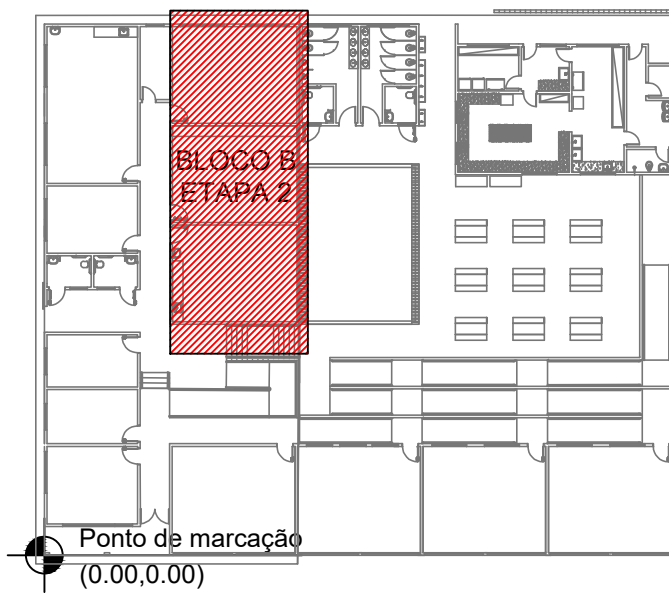 BLOCO B
ETAPA 2
Ponto de marcação
(0.00,0.00)